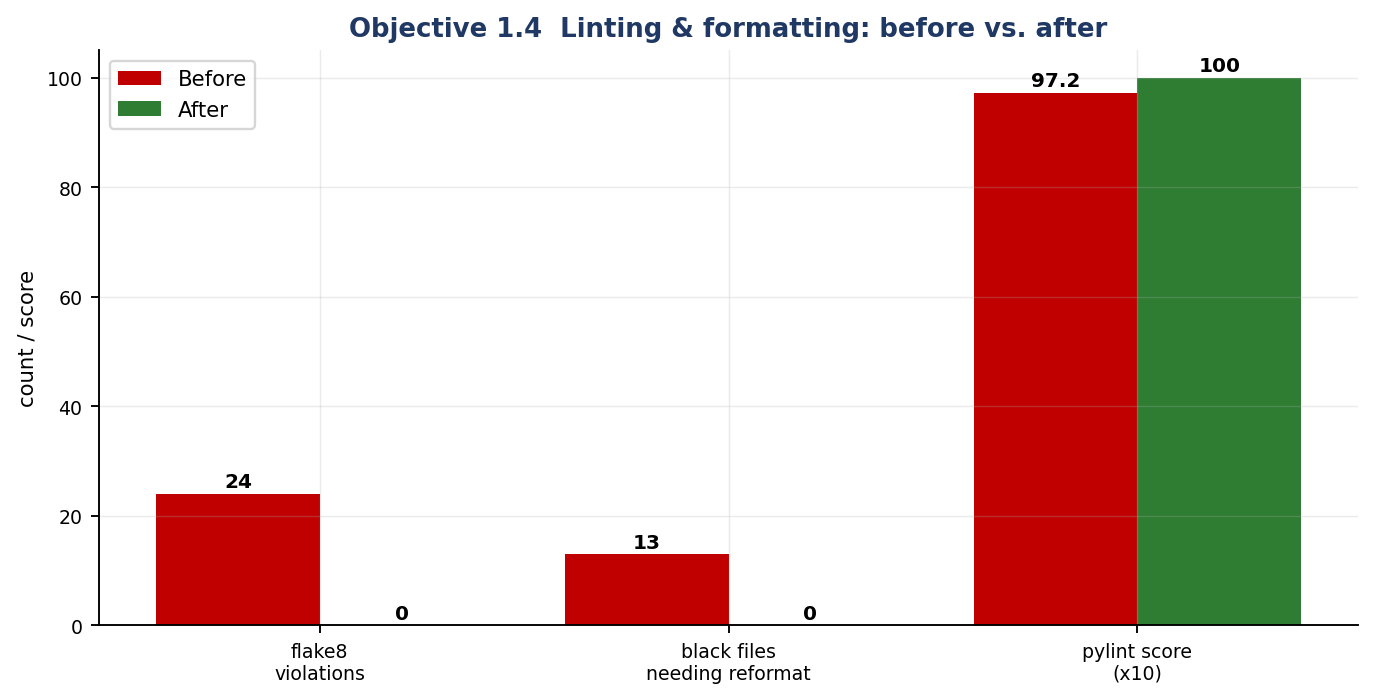 Objective 1.4  Linting & formatting: before vs. after
Before
After
count / score
100
80
60
40
20
0
24
0
13
0
97.2
100
flake8
violations
black files
needing reformat
pylint score
(x10)